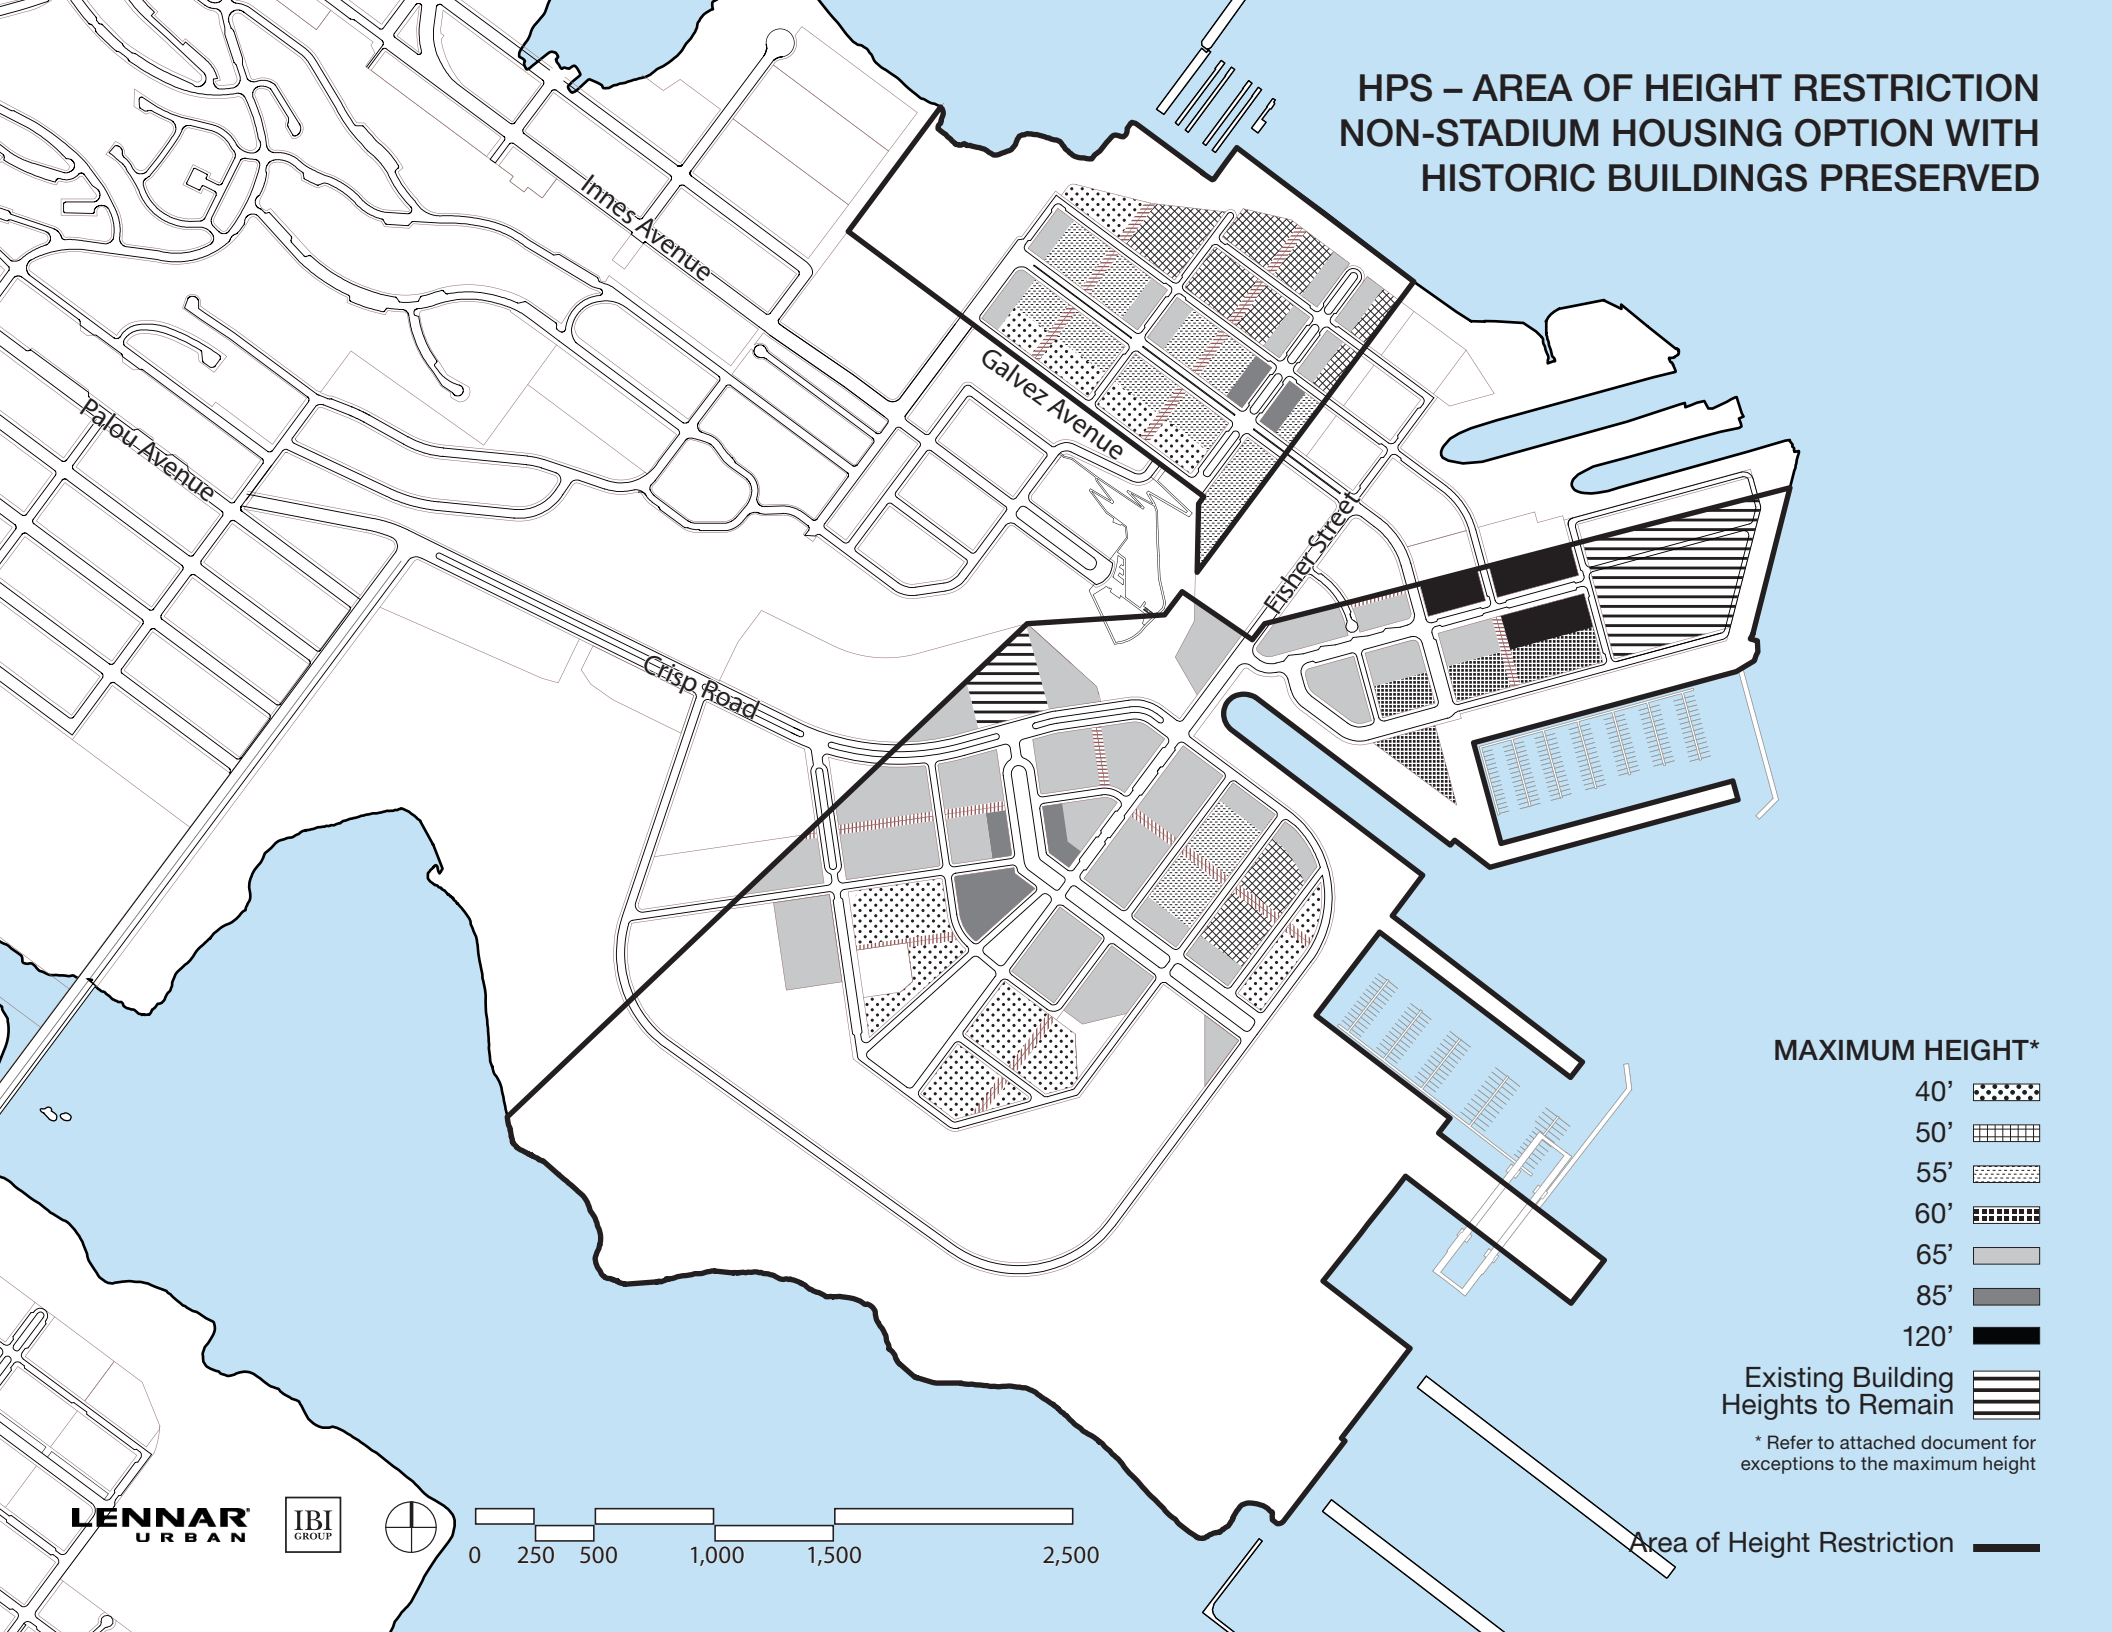 HPS – AREA OF HEIGHT RESTRICTION
NON-STADIUM HOUSING OPTION WITH
HISTORIC BUILDINGS PRESERVED
Innes Avenue
Galvez Avenue
Palou Avenue
Fisher Street
Crisp Road
MAXIMUM HEIGHT*
40’
50’
55’
60’
65’
85’
120’
Existing Building
Heights to Remain
* Refer to attached document for
exceptions to the maximum height
Area of Height Restriction
LENNAR
URBAN
IBI
GROUP
0 250 500 1,000 1,500 2,500